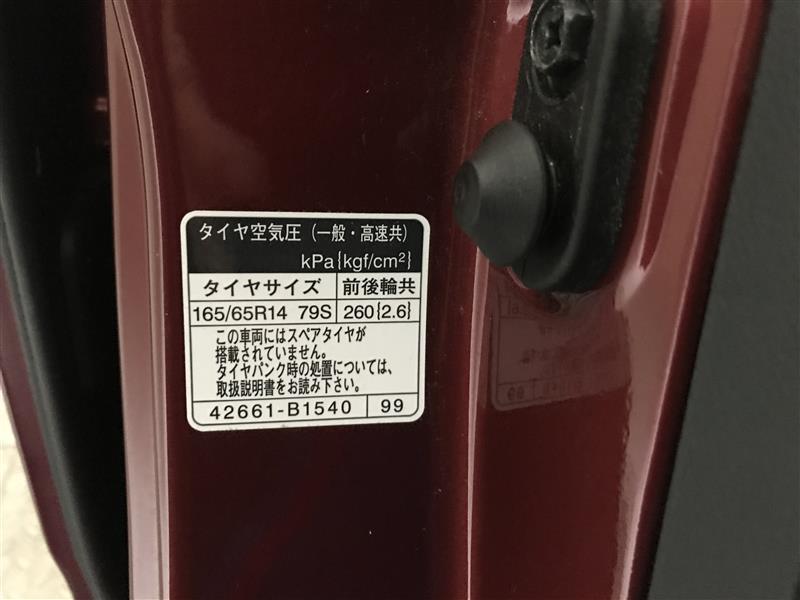 タイヤ空気圧（一般・高速共）
kPa{kgf/cm²}
タイヤサイズ 前後輪共
165/65R14 79S 260{2.6}
この車両にはスペアタイヤが
搭載されていません。
タイヤパンク時の処置については、
取扱説明書をお読み下さい。
42661-B1540 99